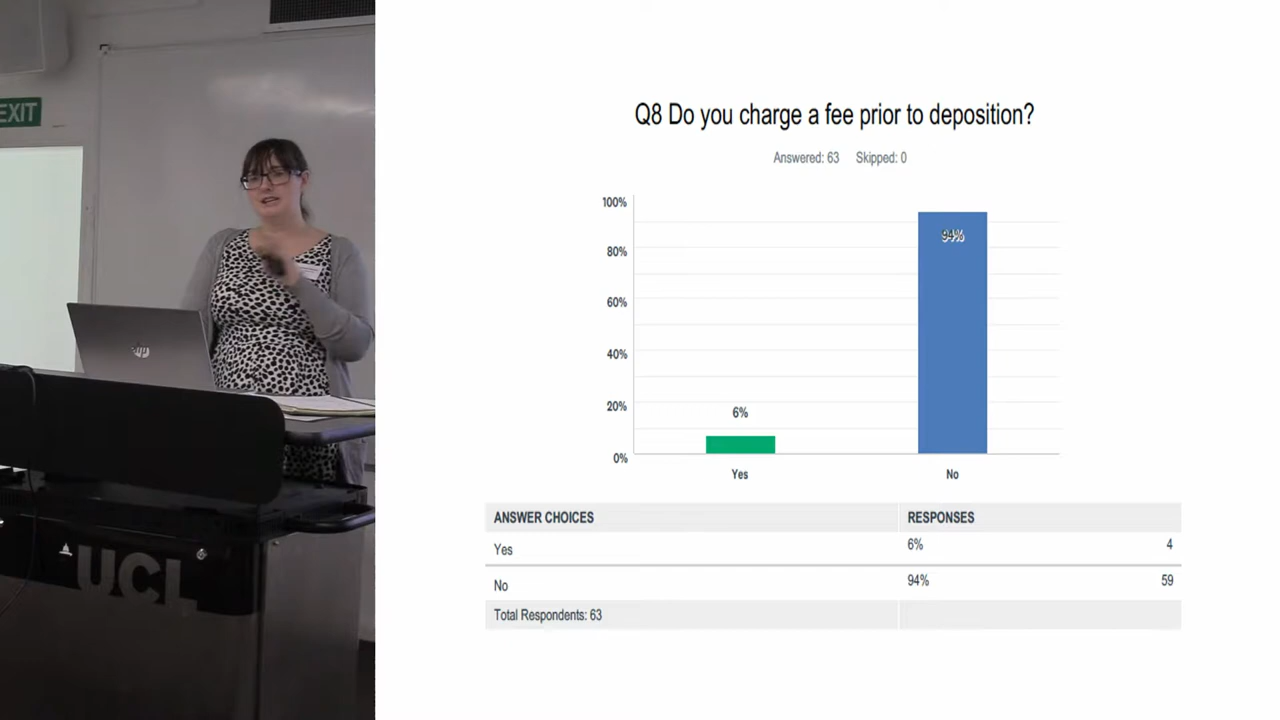 EXIT
hp
UCL
Q8 Do you charge a fee prior to deposition?
Answered: 63 Skipped: 0
100%
94%
80%
60%
40%
20%
6%
0%
Yes No
ANSWER CHOICES RESPONSES
Yes 6% 4
No 94% 59
Total Respondents: 63